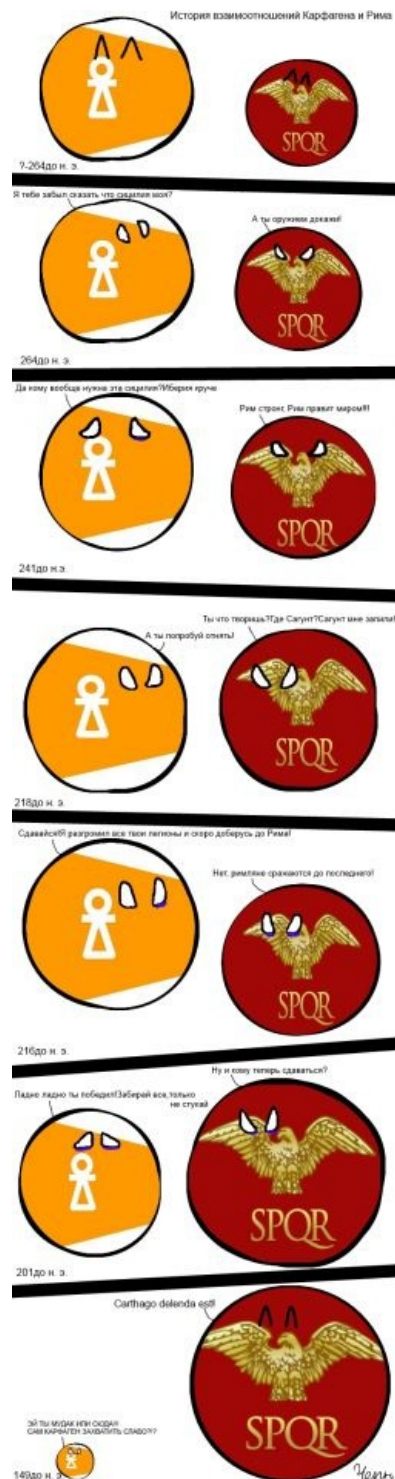 История взаимоотношений Карфагена и Рима
SPQR
?-264до н. э.
Я тебе забыл сказать что сицилия моя?
А ты оружием докажи!
SPQR
264до н. э.
Да кому вообще нужна эта сицилия?Иберия круче
Рим стронг, Рим правит миром!!!
SPQR
241до н.э.
Ты что творишь?Где Сагунт?Сагунт мне запили!
А ты попробуй отнять!
SPQR
218до н. э.
Сдавайся!Я разгромил все твои легионы и скоро доберусь до Рима!
Нет, римляне сражаются до последнего!
SPQR
216до н. э.
Ну и кому теперь сдаваться?
Ладно ладно ты победил!Забирай все,только
не стукай
SPQR
201до н. э.
Carthago delenda est!
SPQR
ЭЙ ТЫ МУДАК ИЛИ СЮДА!!!
САМ КАРФАГЕН ЗАХВАТИТЬ СЛАБО???
149до н. э.